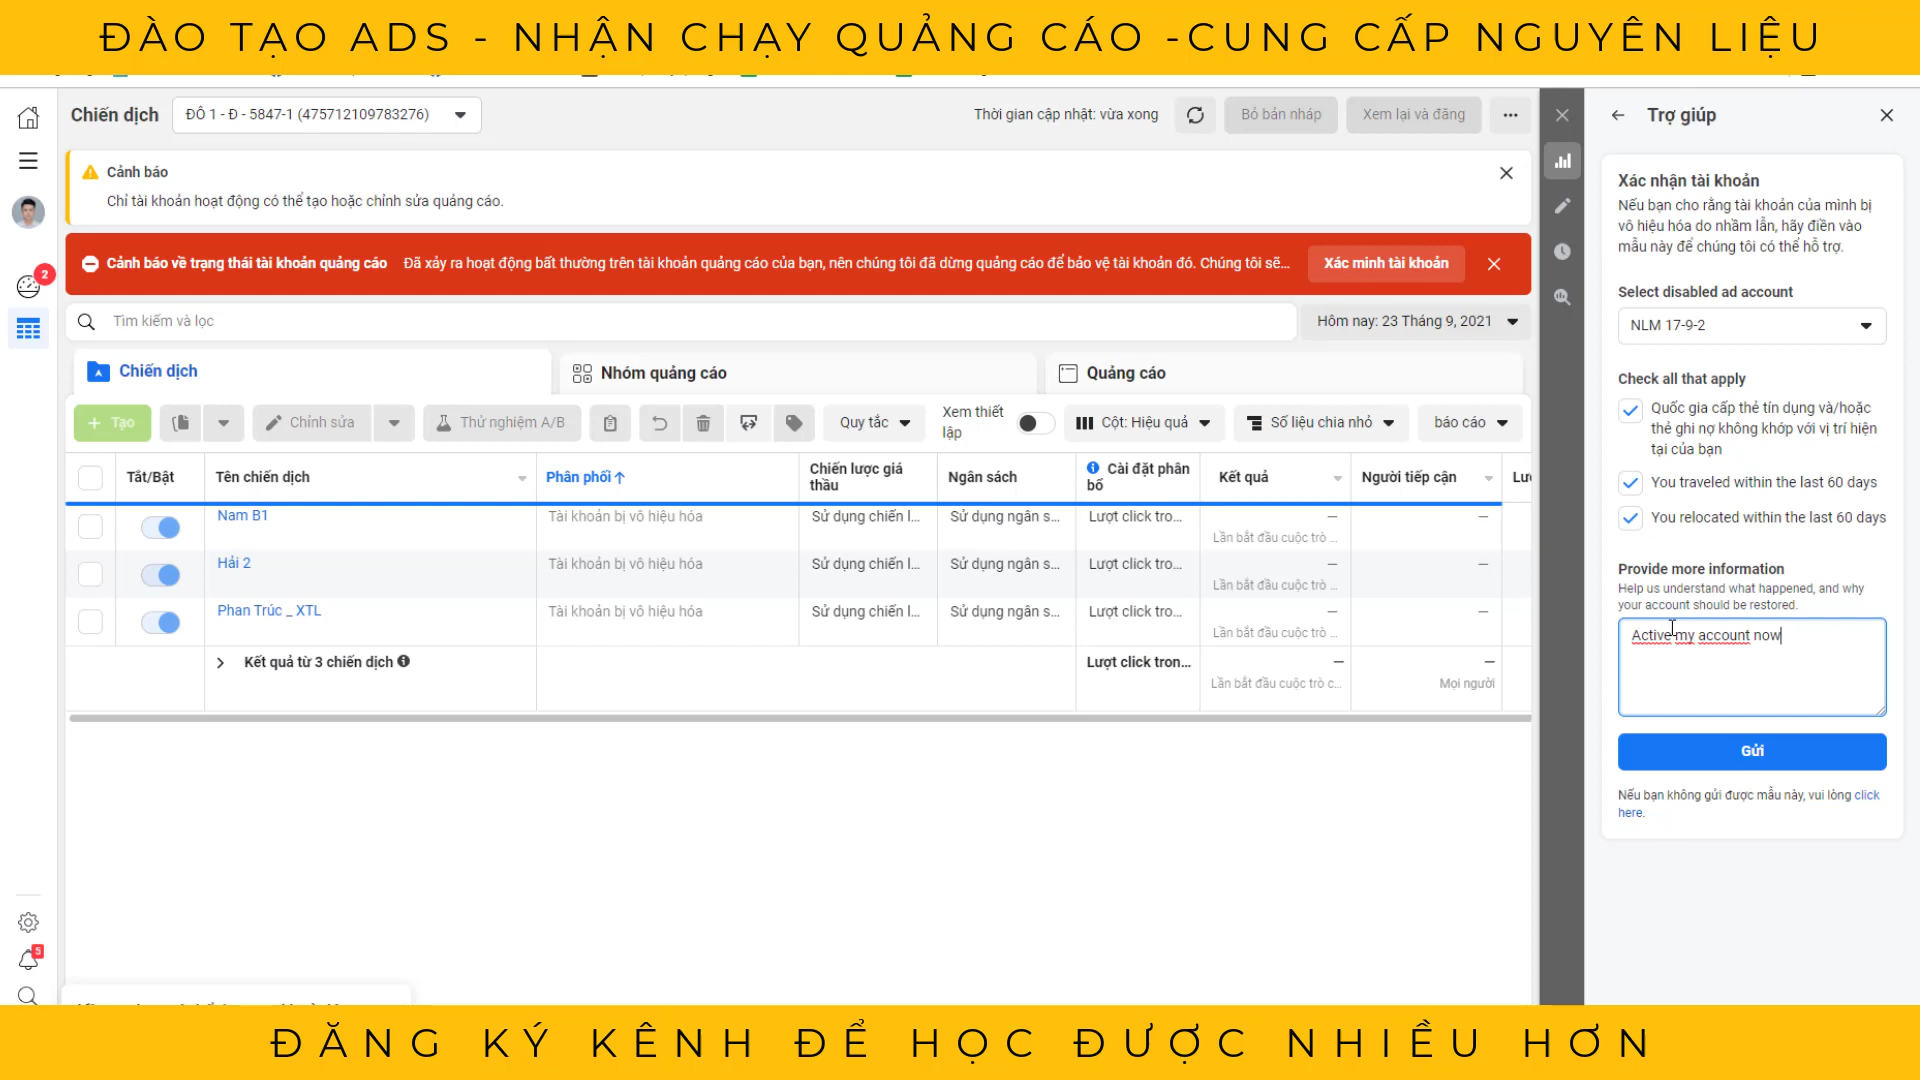 ĐÀO TẠO ADS - NHẬN CHẠY QUẢNG CÁO -CUNG CẤP NGUYÊN LIỆU
Chiến dịch
ĐÔ 1 - Đ - 5847-1 (475712109783276)
Thời gian cập nhật: vừa xong
Bỏ bản nháp
Xem lại và đăng
Cảnh báo
Chỉ tài khoản hoạt động có thể tạo hoặc chỉnh sửa quảng cáo.
Cảnh báo về trạng thái tài khoản quảng cáo
Đã xảy ra hoạt động bất thường trên tài khoản quảng cáo của bạn, nên chúng tôi đã dừng quảng cáo để bảo vệ tài khoản đó. Chúng tôi sẽ...
Xác minh tài khoản
2
Tìm kiếm và lọc
Hôm nay: 23 Tháng 9, 2021
Chiến dịch
Nhóm quảng cáo
Quảng cáo
+ Tạo
Chỉnh sửa
Thử nghiệm A/B
Quy tắc
Xem thiết
lập
Cột: Hiệu quả
Số liệu chia nhỏ
báo cáo
Tắt/Bật
Tên chiến dịch
Phân phối↑
Chiến lược giá
thầu
Ngân sách
Cài đặt phân
bổ
Kết quả
Người tiếp cận
Lư
Nam B1
Tài khoản bị vô hiệu hóa
Sử dụng chiến l...
Sử dụng ngân s...
Lượt click tro...
—
Lần bắt đầu cuộc trò ...
—
Hải 2
Tài khoản bị vô hiệu hóa
Sử dụng chiến l...
Sử dụng ngân s...
Lượt click tro...
—
Lần bắt đầu cuộc trò ...
—
Phan Trúc _ XTL
Tài khoản bị vô hiệu hóa
Sử dụng chiến l...
Sử dụng ngân s...
Lượt click tro...
—
Lần bắt đầu cuộc trò ...
—
Kết quả từ 3 chiến dịch
Lượt click tron...
—
Lần bắt đầu cuộc trò c...
—
Mọi người
5
Trợ giúp
Xác nhận tài khoản
Nếu bạn cho rằng tài khoản của mình bị
vô hiệu hóa do nhầm lẫn, hãy điền vào
mẫu này để chúng tôi có thể hỗ trợ.
Select disabled ad account
NLM 17-9-2
Check all that apply
Quốc gia cấp thẻ tín dụng và/hoặc
thẻ ghi nợ không khớp với vị trí hiện
tại của bạn
You traveled within the last 60 days
You relocated within the last 60 days
Provide more information
Help us understand what happened, and why
your account should be restored.
Active my account now
Gửi
Nếu bạn không gửi được mẫu này, vui lòng click
here.
ĐĂNG KÝ KÊNH ĐỂ HỌC ĐƯỢC NHIỀU HƠN